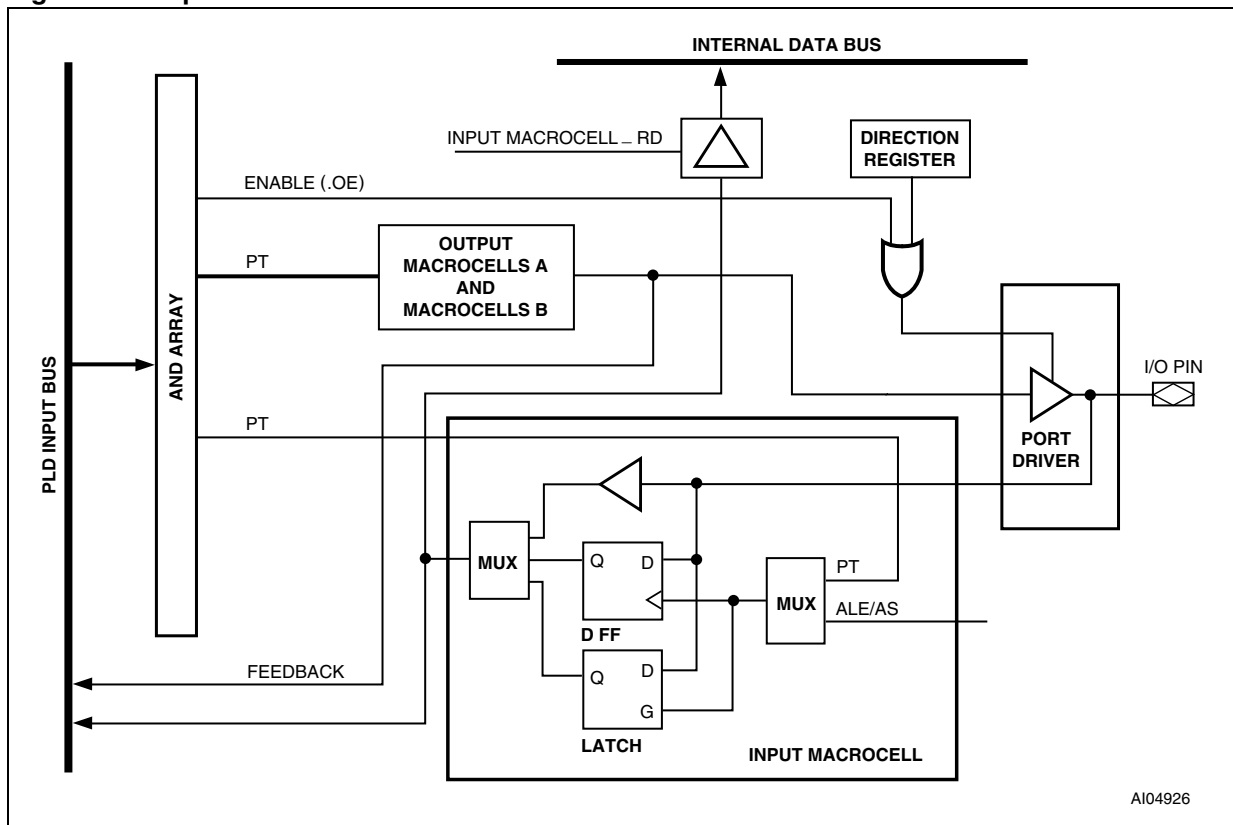 INTERNAL DATA BUS
INPUT MACROCELL _ RD
DIRECTION
REGISTER
ENABLE (.OE)
PT
OUTPUT
MACROCELLS A
AND
MACROCELLS B
AND ARRAY
PLD INPUT BUS
I/O PIN
PORT
DRIVER
PT
MUX
Q
D
D FF
MUX
PT
ALE/AS
Q
D
G
LATCH
FEEDBACK
INPUT MACROCELL
AI04926